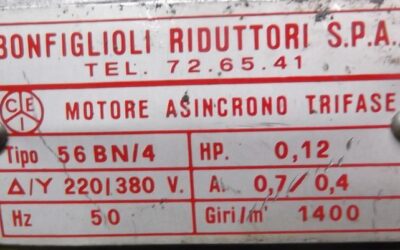 BONFIGLIOLI RIDUTTORI S.P.A.
TEL. 72.65.41
CEI MOTORE ASINCRONO TRIFASE
Tipo 56 BN/4 HP. 0,12
Δ/Y 220/380 V. A. 0,7/0,4
Hz 50 Giri/m' 1400